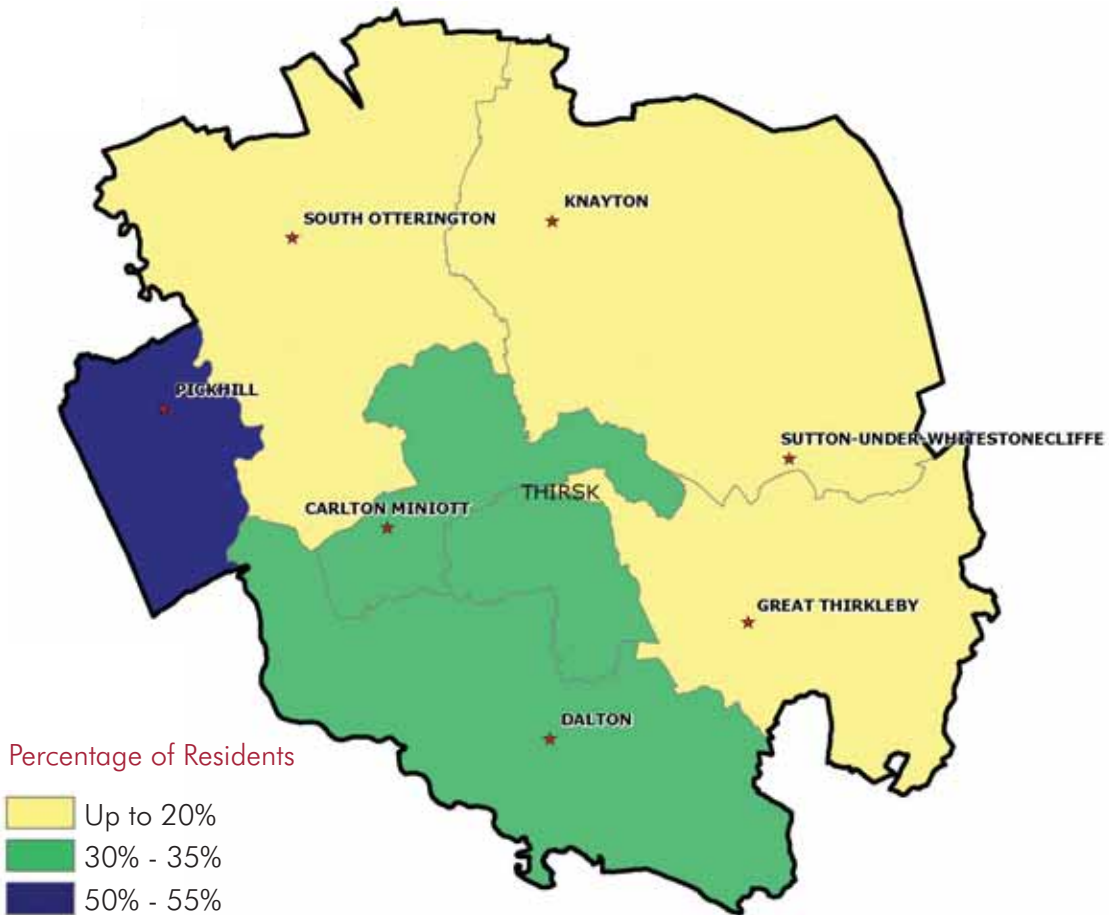 SOUTH OTTERINGTON
KNAYTON
PICKHILL
SUTTON-UNDER-WHITESTONECLIFFE
THIRSK
CARLTON MINIOTT
GREAT THIRKLEBY
DALTON
Percentage of Residents
Up to 20%
30% - 35%
50% - 55%